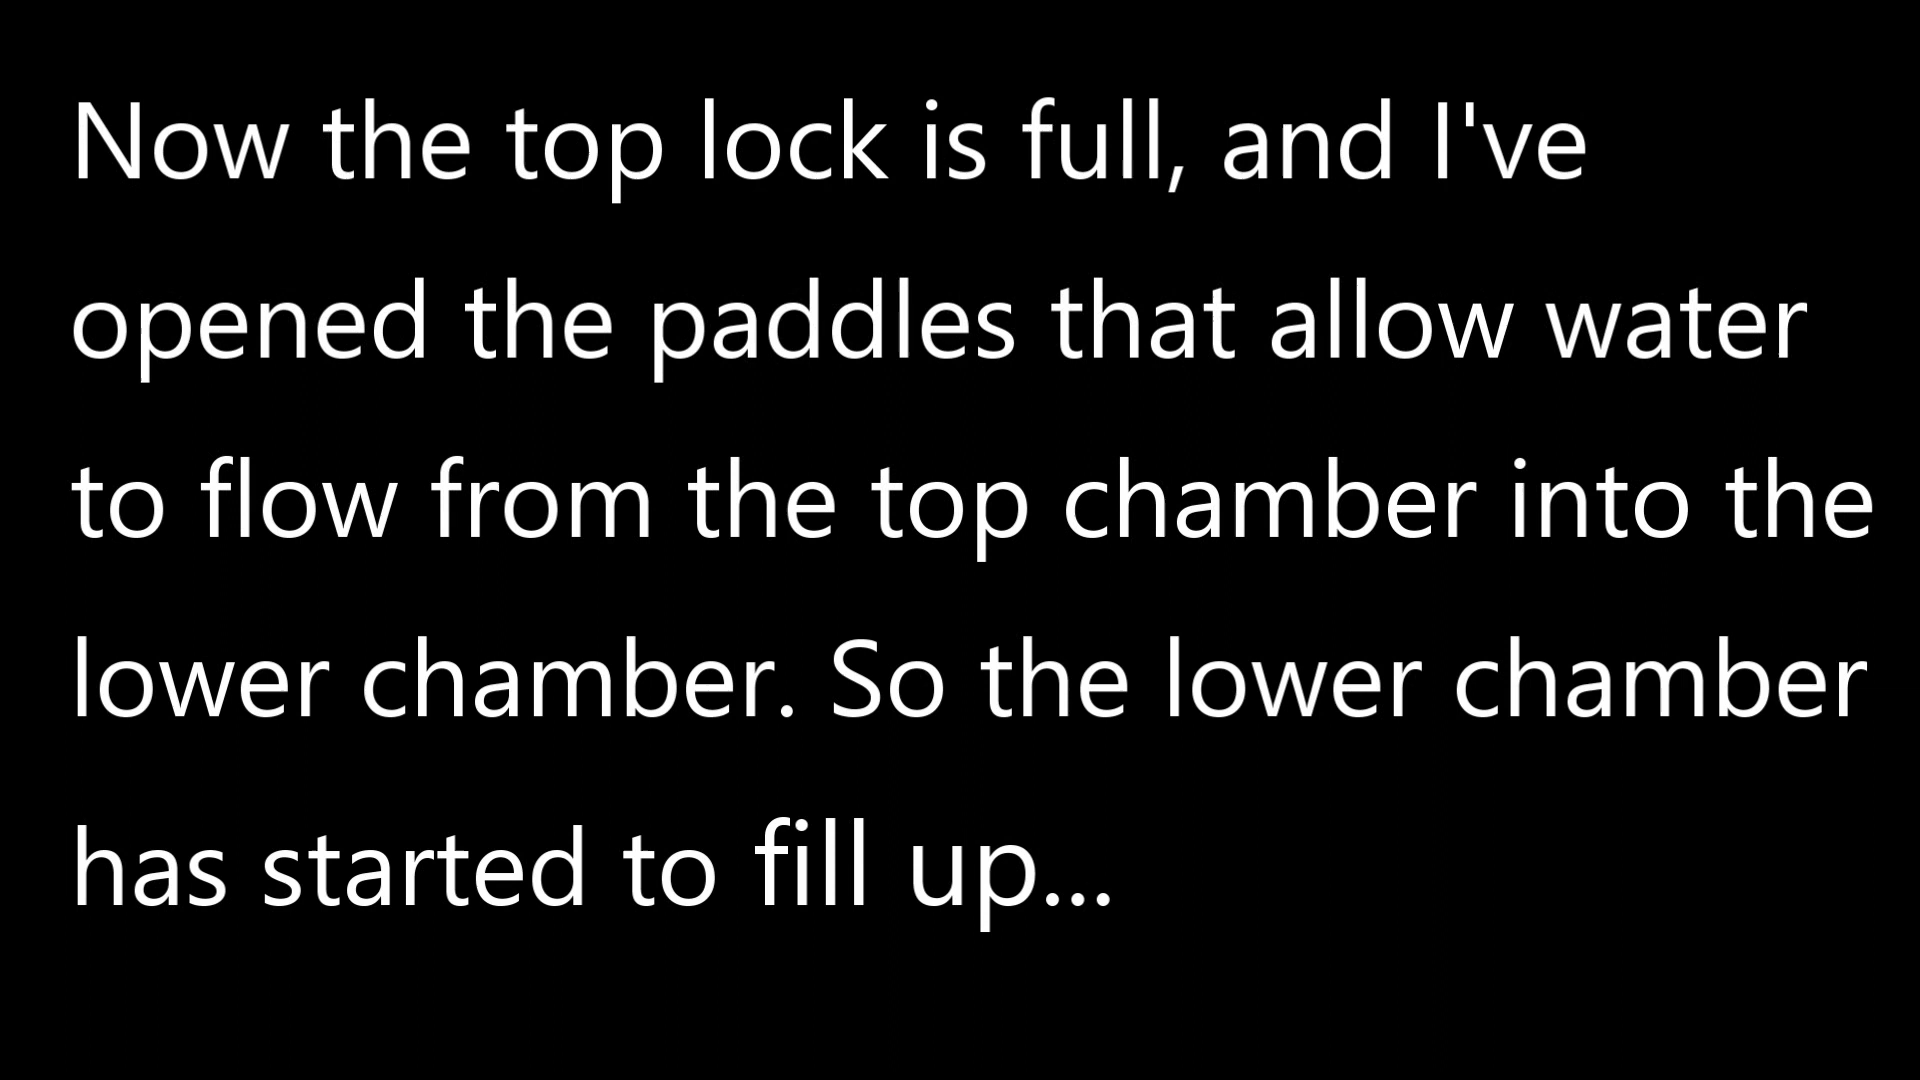 Now the top lock is full, and I've
opened the paddles that allow water
to flow from the top chamber into the
lower chamber. So the lower chamber
has started to fill up...